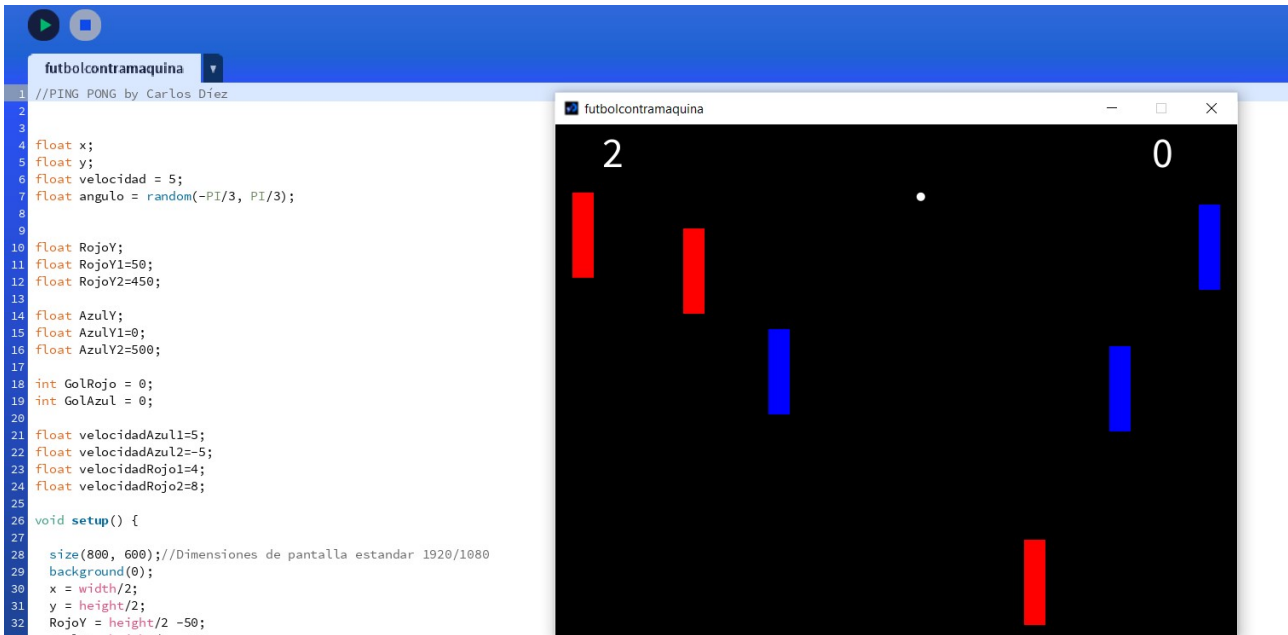 futbolcontramaquina
1 //PING PONG by Carlos Díez
2
3
4 float x;
5 float y;
6 float velocidad = 5;
7 float angulo = random(-PI/3, PI/3);
8
9
10 float RojoY;
11 float RojoY1=50;
12 float RojoY2=450;
13
14 float AzulY;
15 float AzulY1=0;
16 float AzulY2=500;
17
18 int GolRojo = 0;
19 int GolAzul = 0;
20
21 float velocidadAzul1=5;
22 float velocidadAzul2=-5;
23 float velocidadRojo1=4;
24 float velocidadRojo2=8;
25
26 void setup() {
27
28 size(800, 600);//Dimensiones de pantalla estandar 1920/1080
29 background(0);
30 x = width/2;
31 y = height/2;
32 RojoY = height/2 -50;
futbolcontramaquina
2 0